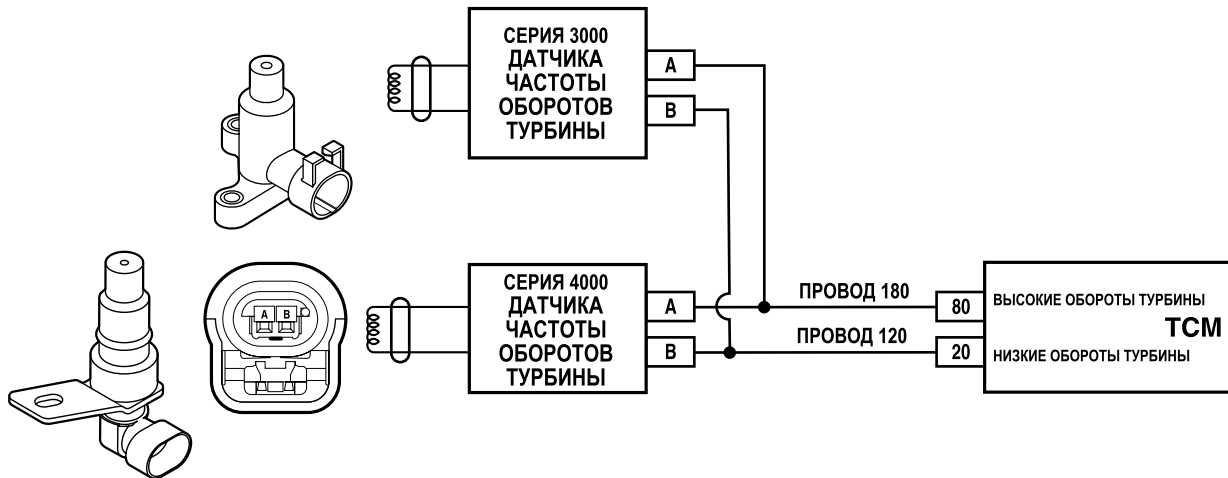 СЕРИЯ 3000
ДАТЧИКА
ЧАСТОТЫ
ОБОРОТОВ
ТУРБИНЫ
A
B
A B
СЕРИЯ 4000
ДАТЧИКА
ЧАСТОТЫ
ОБОРОТОВ
ТУРБИНЫ
A
B
ПРОВОД 180
ПРОВОД 120
80
20
ВЫСОКИЕ ОБОРОТЫ ТУРБИНЫ
TCM
НИЗКИЕ ОБОРОТЫ ТУРБИНЫ